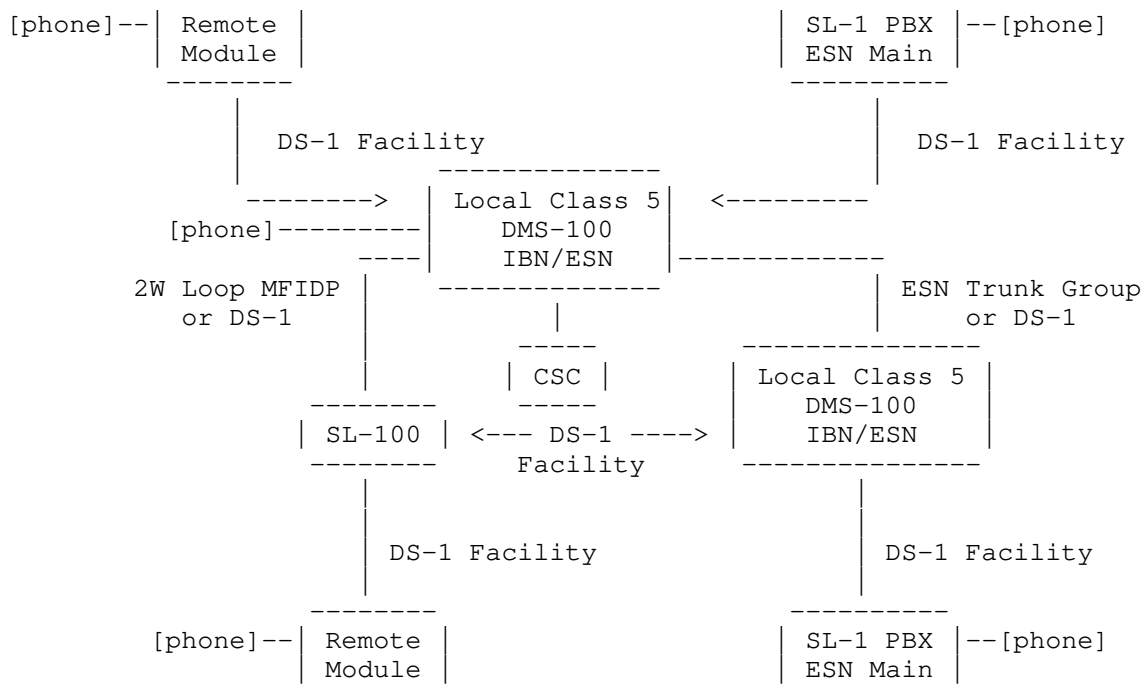 [phone]--| Remote | | SL-1 PBX |--[phone]
| Module | | ESN Main |
DS-1 Facility DS-1 Facility
| Local Class 5|
[phone]---------| DMS-100
----| IBN/ESN |-------------
2W Loop MFIDP ESN Trunk Group
or DS-1 or DS-1
| CSC | | Local Class 5 |
DMS-100
| SL-100 | <--- DS-1 ----> | IBN/ESN |
Facility
DS-1 Facility DS-1 Facility
[phone]--| Remote | | SL-1 PBX |--[phone]
| Module | | ESN Main |